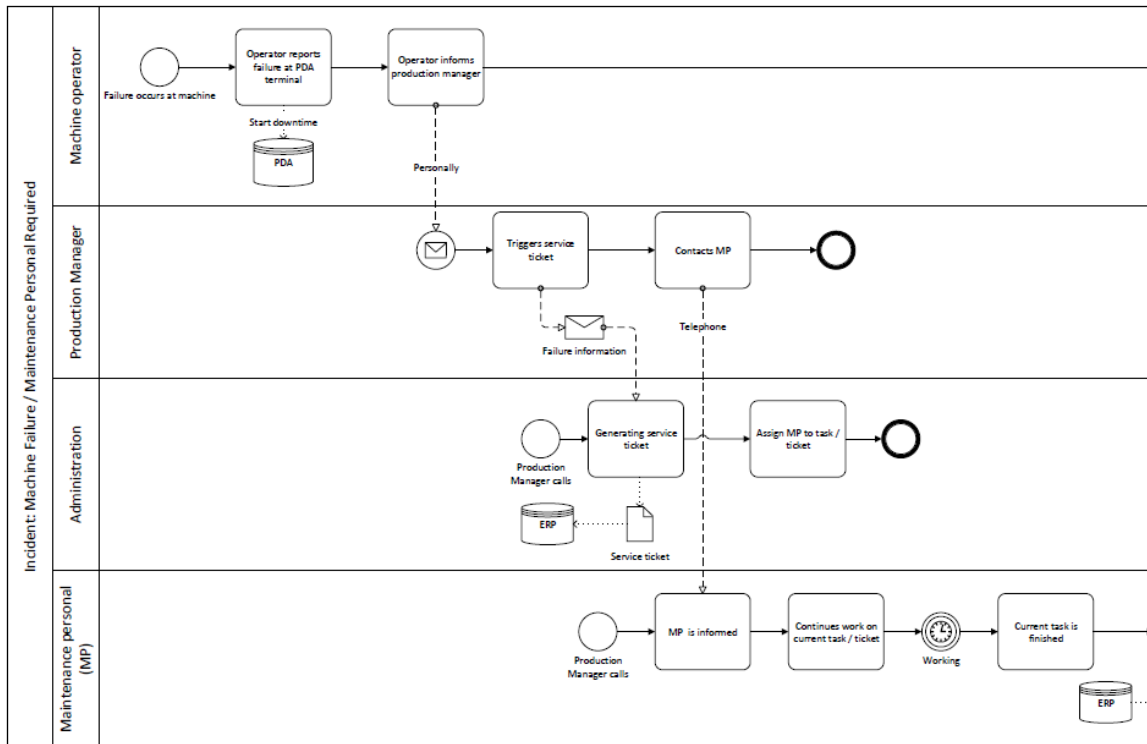 Incident: Machine Failure / Maintenance Personal Required
Machine operator
Failure occurs at machine
Operator reports
failure at PDA
terminal
Start downtime
PDA
Operator informs
production manager
Personally
Production Manager
Triggers service
ticket
Contacts MP
Failure information
Telephone
Administration
Production
Manager calls
Generating service
ticket
Assign MP to task /
ticket
ERP
Service ticket
Maintenance personal
(MP)
Production
Manager calls
MP is informed
Continues work on
current task / ticket
Working
Current task is
finished
ERP